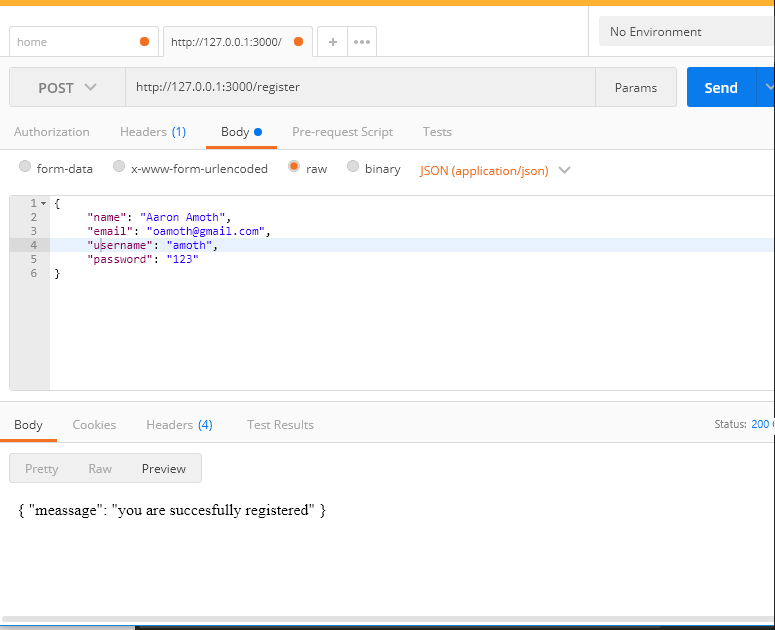 home
http://127.0.0.1:3000/
+
•••
No Environment
POST
http://127.0.0.1:3000/register
Params
Send
Authorization
Headers (1)
Body
Pre-request Script
Tests
form-data
x-www-form-urlencoded
raw
binary
JSON (application/json)
1 {
2 "name": "Aaron Amoth",
3 "email": "oamoth@gmail.com",
4 "username": "amoth",
5 "password": "123"
6 }
Body
Cookies
Headers (4)
Test Results
Status: 200
Pretty
Raw
Preview
{ "meassage": "you are succesfully registered" }